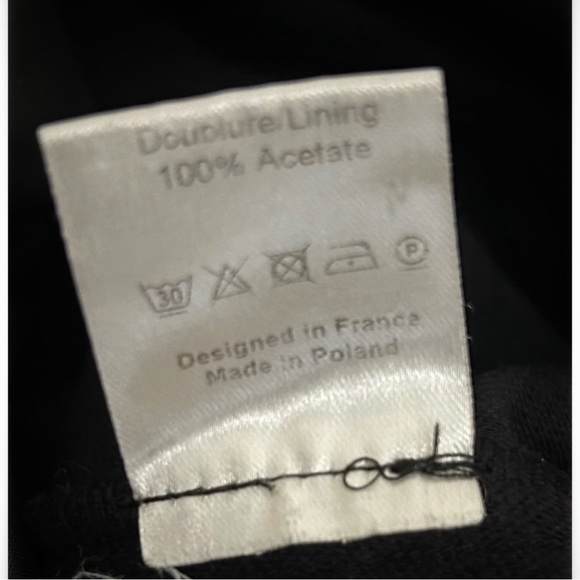 Doublure/Lining
100% Acetate
30 P
Designed in France
Made in Poland